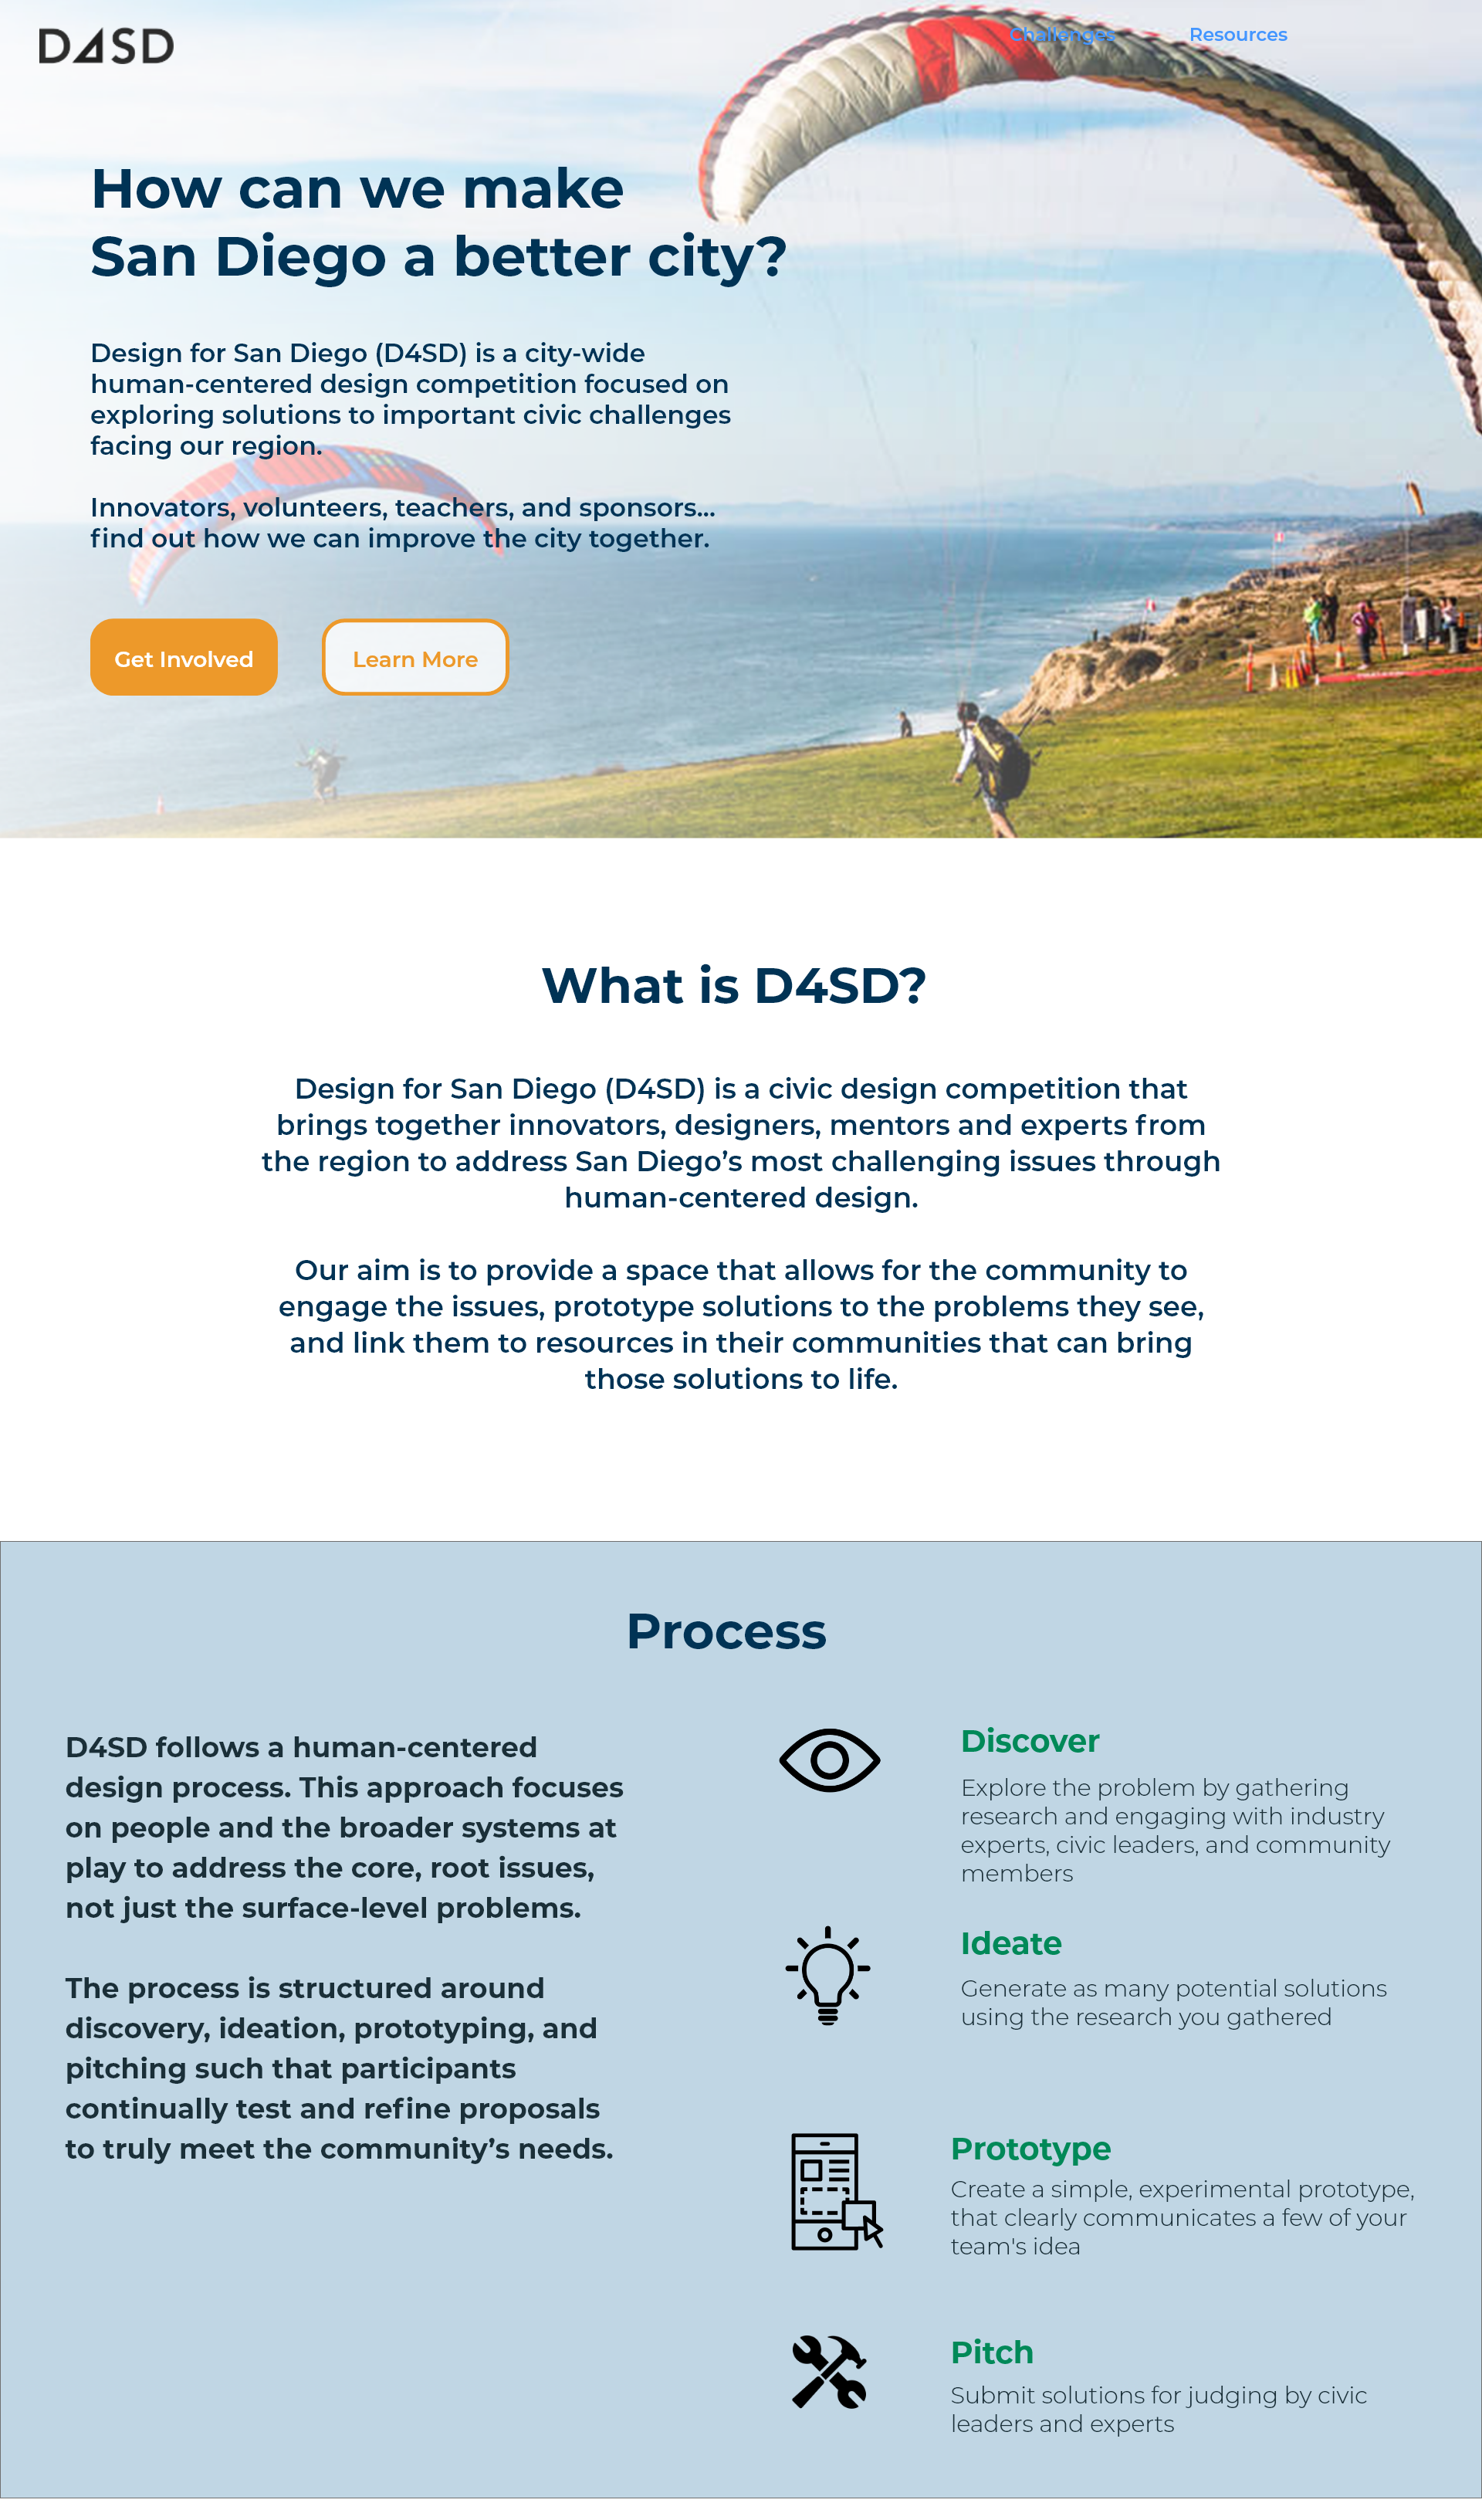 D4SD
Challenges
Resources
How can we make
San Diego a better city?
Design for San Diego (D4SD) is a city-wide
human-centered design competition focused on
exploring solutions to important civic challenges
facing our region.
Innovators, volunteers, teachers, and sponsors...
find out how we can improve the city together.
Get Involved
Learn More
What is D4SD?
Design for San Diego (D4SD) is a civic design competition that
brings together innovators, designers, mentors and experts from
the region to address San Diego’s most challenging issues through
human-centered design.
Our aim is to provide a space that allows for the community to
engage the issues, prototype solutions to the problems they see,
and link them to resources in their communities that can bring
those solutions to life.
Process
D4SD follows a human-centered
design process. This approach focuses
on people and the broader systems at
play to address the core, root issues,
not just the surface-level problems.
The process is structured around
discovery, ideation, prototyping, and
pitching such that participants
continually test and refine proposals
to truly meet the community’s needs.
Discover
Explore the problem by gathering
research and engaging with industry
experts, civic leaders, and community
members
Ideate
Generate as many potential solutions
using the research you gathered
Prototype
Create a simple, experimental prototype,
that clearly communicates a few of your
team's idea
Pitch
Submit solutions for judging by civic
leaders and experts